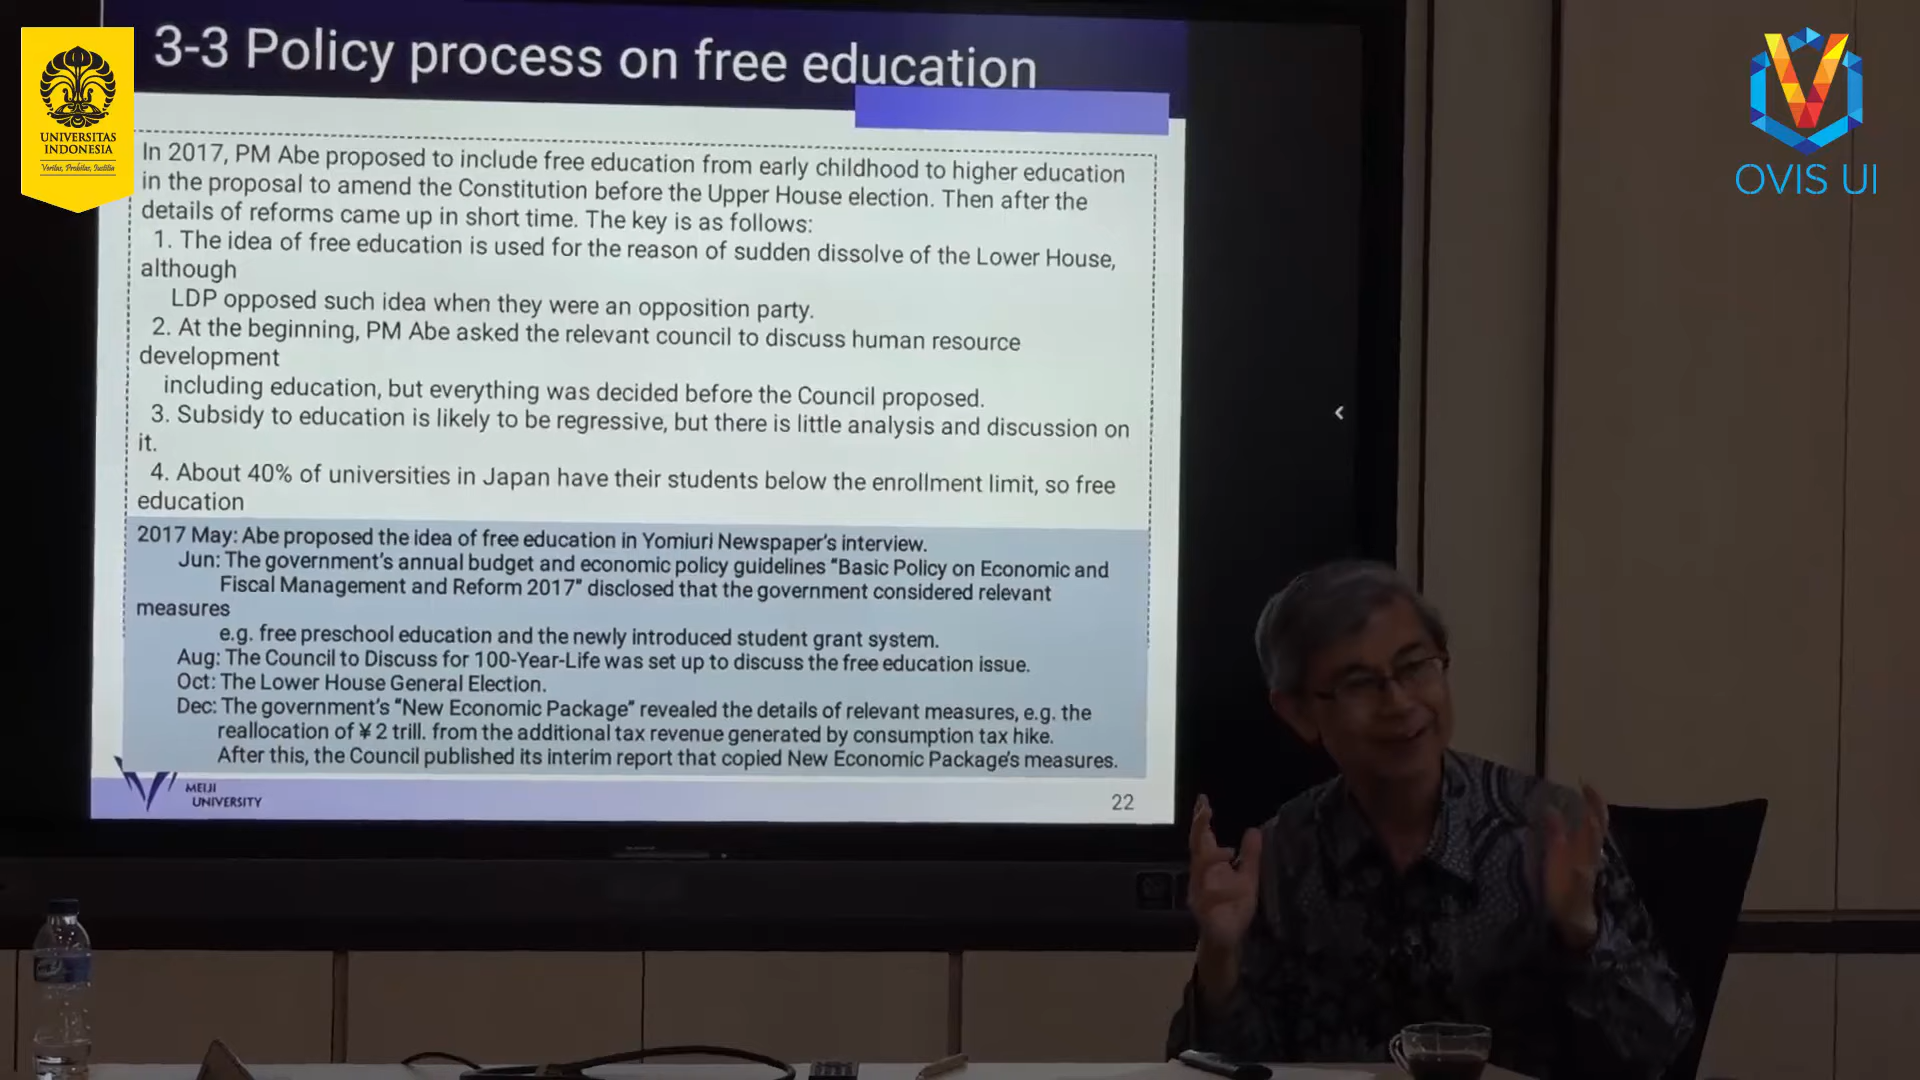 3-3 Policy process on free education
UNIVERSITAS
INDONESIA
Veritas, Probitas, Iustitia
OVIS UI
In 2017, PM Abe proposed to include free education from early childhood to higher education
in the proposal to amend the Constitution before the Upper House election. Then after the
details of reforms came up in short time. The key is as follows:
1. The idea of free education is used for the reason of sudden dissolve of the Lower House,
although
LDP opposed such idea when they were an opposition party.
2. At the beginning, PM Abe asked the relevant council to discuss human resource
development
including education, but everything was decided before the Council proposed.
3. Subsidy to education is likely to be regressive, but there is little analysis and discussion on
it.
4. About 40% of universities in Japan have their students below the enrollment limit, so free
education
2017 May: Abe proposed the idea of free education in Yomiuri Newspaper's interview.
Jun: The government's annual budget and economic policy guidelines "Basic Policy on Economic and
Fiscal Management and Reform 2017" disclosed that the government considered relevant
measures
e.g. free preschool education and the newly introduced student grant system.
Aug: The Council to Discuss for 100-Year-Life was set up to discuss the free education issue.
Oct: The Lower House General Election.
Dec: The government's "New Economic Package" revealed the details of relevant measures, e.g. the
reallocation of ¥ 2 trill. from the additional tax revenue generated by consumption tax hike.
After this, the Council published its interim report that copied New Economic Package's measures.
MEIJI
UNIVERSITY
22